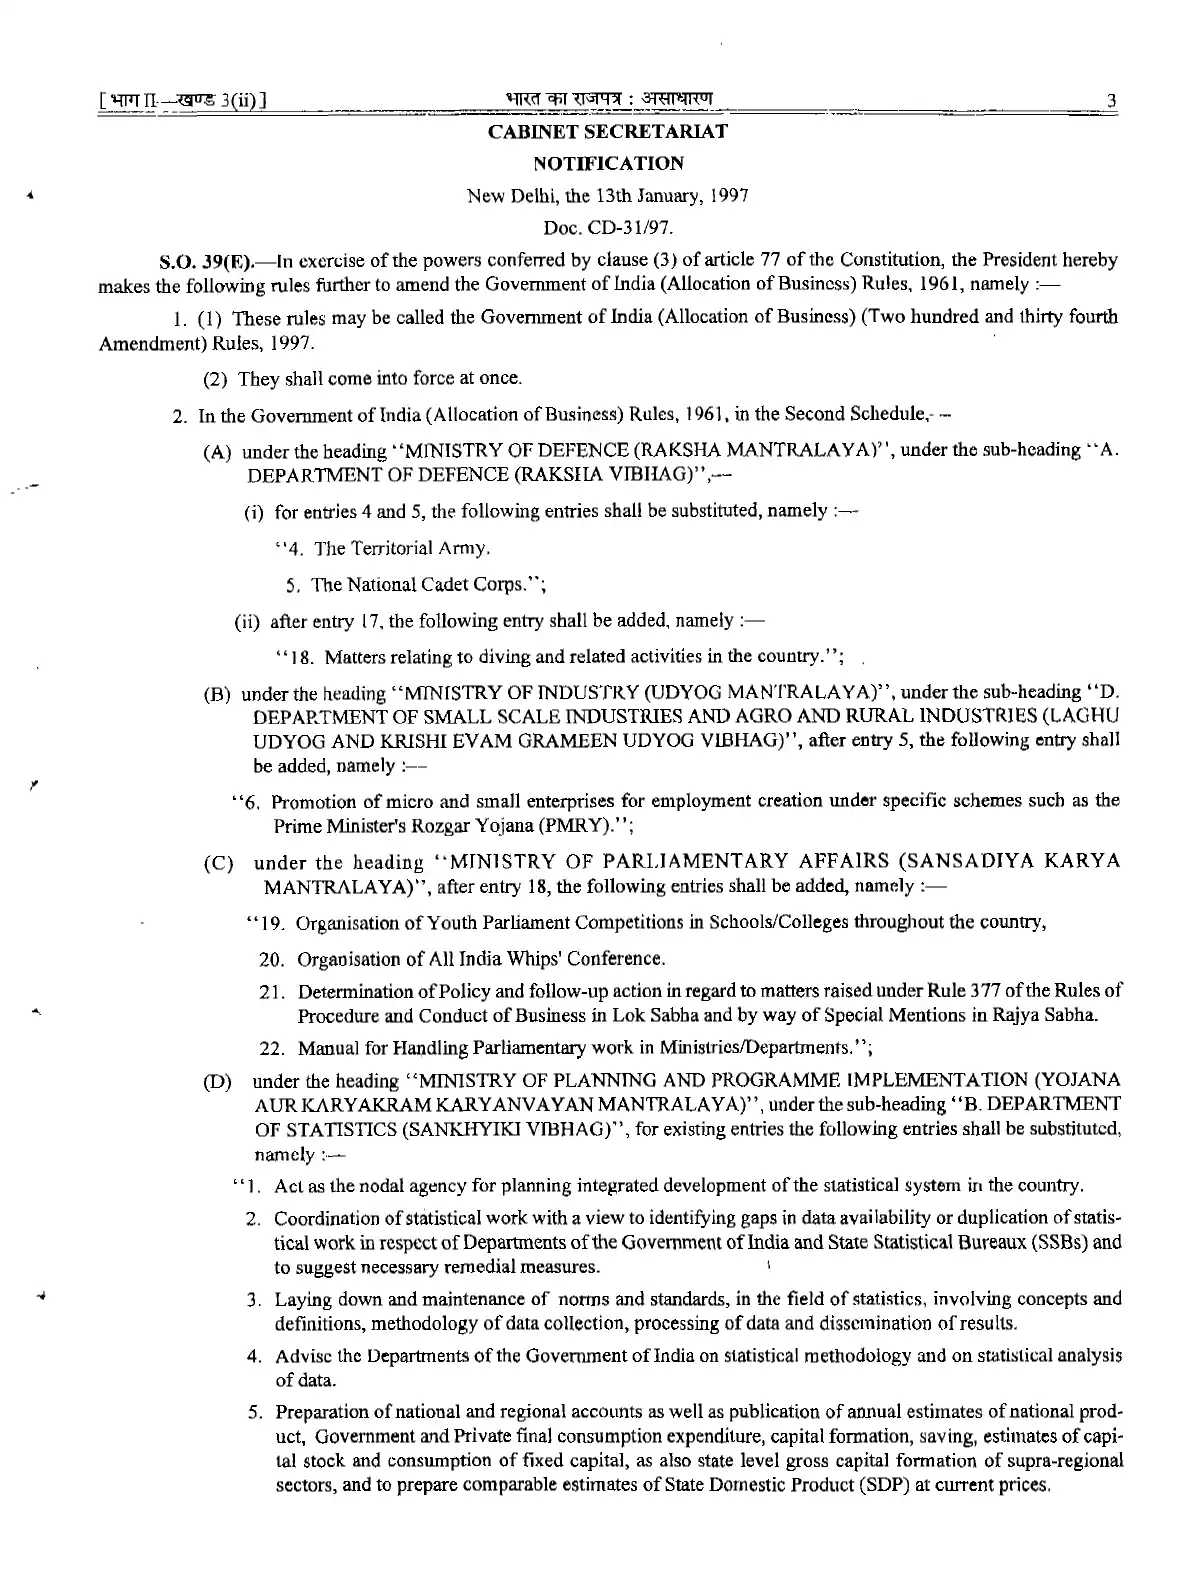 [ भाग II—खण्ड 3(ii) ] भारत का राजपत्र : असाधारण 3
CABINET SECRETARIAT
NOTIFICATION
New Delhi, the 13th January, 1997
Doc. CD-31/97.
S.O. 39(E).—In exercise of the powers conferred by clause (3) of article 77 of the Constitution, the President hereby
makes the following rules further to amend the Government of India (Allocation of Business) Rules, 1961, namely :—
1. (1) These rules may be called the Government of India (Allocation of Business) (Two hundred and thirty fourth
Amendment) Rules, 1997.
(2) They shall come into force at once.
2. In the Government of India (Allocation of Business) Rules, 1961, in the Second Schedule,- –
(A) under the heading ‘‘MINISTRY OF DEFENCE (RAKSHA MANTRALAYA)’’, under the sub-heading ‘‘A.
DEPARTMENT OF DEFENCE (RAKSHA VIBHAG)’’,—
(i) for entries 4 and 5, the following entries shall be substituted, namely :—
‘‘4. The Territorial Army.
5. The National Cadet Corps.’’;
(ii) after entry 17, the following entry shall be added, namely :—
‘‘18. Matters relating to diving and related activities in the country.’’;
(B) under the heading ‘‘MINISTRY OF INDUSTRY (UDYOG MANTRALAYA)’’, under the sub-heading ‘‘D.
DEPARTMENT OF SMALL SCALE INDUSTRIES AND AGRO AND RURAL INDUSTRIES (LAGHU
UDYOG AND KRISHI EVAM GRAMEEN UDYOG VIBHAG)’’, after entry 5, the following entry shall
be added, namely :—
‘‘6. Promotion of micro and small enterprises for employment creation under specific schemes such as the
Prime Minister's Rozgar Yojana (PMRY).’’;
(C) under the heading ‘‘MINISTRY OF PARLIAMENTARY AFFAIRS (SANSADIYA KARYA
MANTRALAYA)’’, after entry 18, the following entries shall be added, namely :—
‘‘19. Organisation of Youth Parliament Competitions in Schools/Colleges throughout the country,
20. Organisation of All India Whips' Conference.
21. Determination of Policy and follow-up action in regard to matters raised under Rule 377 of the Rules of
Procedure and Conduct of Business in Lok Sabha and by way of Special Mentions in Rajya Sabha.
22. Manual for Handling Parliamentary work in Ministries/Departments.’’;
(D) under the heading ‘‘MINISTRY OF PLANNING AND PROGRAMME IMPLEMENTATION (YOJANA
AUR KARYAKRAM KARYANVAYAN MANTRALAYA)’’, under the sub-heading ‘‘B. DEPARTMENT
OF STATISTICS (SANKHYIKI VIBHAG)’’, for existing entries the following entries shall be substituted,
namely :—
‘‘1. Act as the nodal agency for planning integrated development of the statistical system in the country.
2. Coordination of statistical work with a view to identifying gaps in data availability or duplication of statis-
tical work in respect of Departments of the Government of India and State Statistical Bureaux (SSBs) and
to suggest necessary remedial measures.
3. Laying down and maintenance of norms and standards, in the field of statistics, involving concepts and
definitions, methodology of data collection, processing of data and dissemination of results.
4. Advise the Departments of the Government of India on statistical methodology and on statistical analysis
of data.
5. Preparation of national and regional accounts as well as publication of annual estimates of national prod-
uct, Government and Private final consumption expenditure, capital formation, saving, estimates of capi-
tal stock and consumption of fixed capital, as also state level gross capital formation of supra-regional
sectors, and to prepare comparable estimates of State Domestic Product (SDP) at current prices.